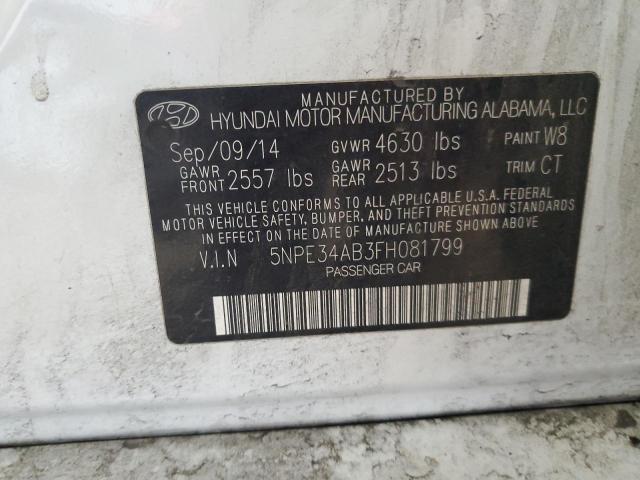 MANUFACTURED BY
HYUNDAI MOTOR MANUFACTURING ALABAMA, LLC
Sep/09/14 GVWR 4630 lbs PAINT W8
GAWR FRONT 2557 lbs GAWR REAR 2513 lbs TRIM CT
THIS VEHICLE CONFORMS TO ALL APPLICABLE U.S.A. FEDERAL
MOTOR VEHICLE SAFETY, BUMPER, AND THEFT PREVENTION STANDARDS
IN EFFECT ON THE DATE OF MANUFACTURE SHOWN ABOVE.
V.I.N 5NPE34AB3FH081799
PASSENGER CAR